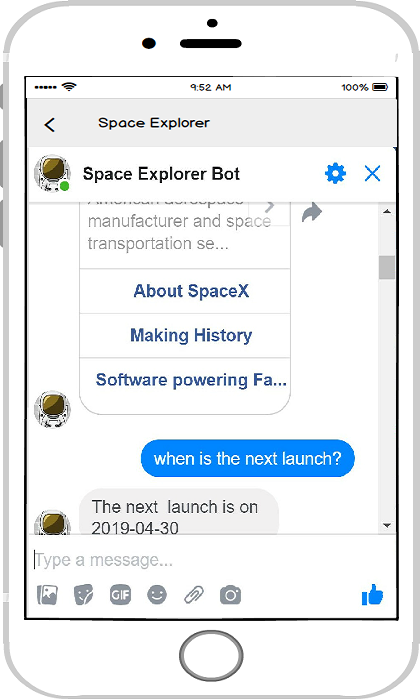 9:52 AM
100%
Space Explorer
Space Explorer Bot
American aerospace
manufacturer and space
transportation se...
About SpaceX
Making History
Software powering Fa...
when is the next launch?
The next launch is on
2019-04-30
Type a message...
GIF